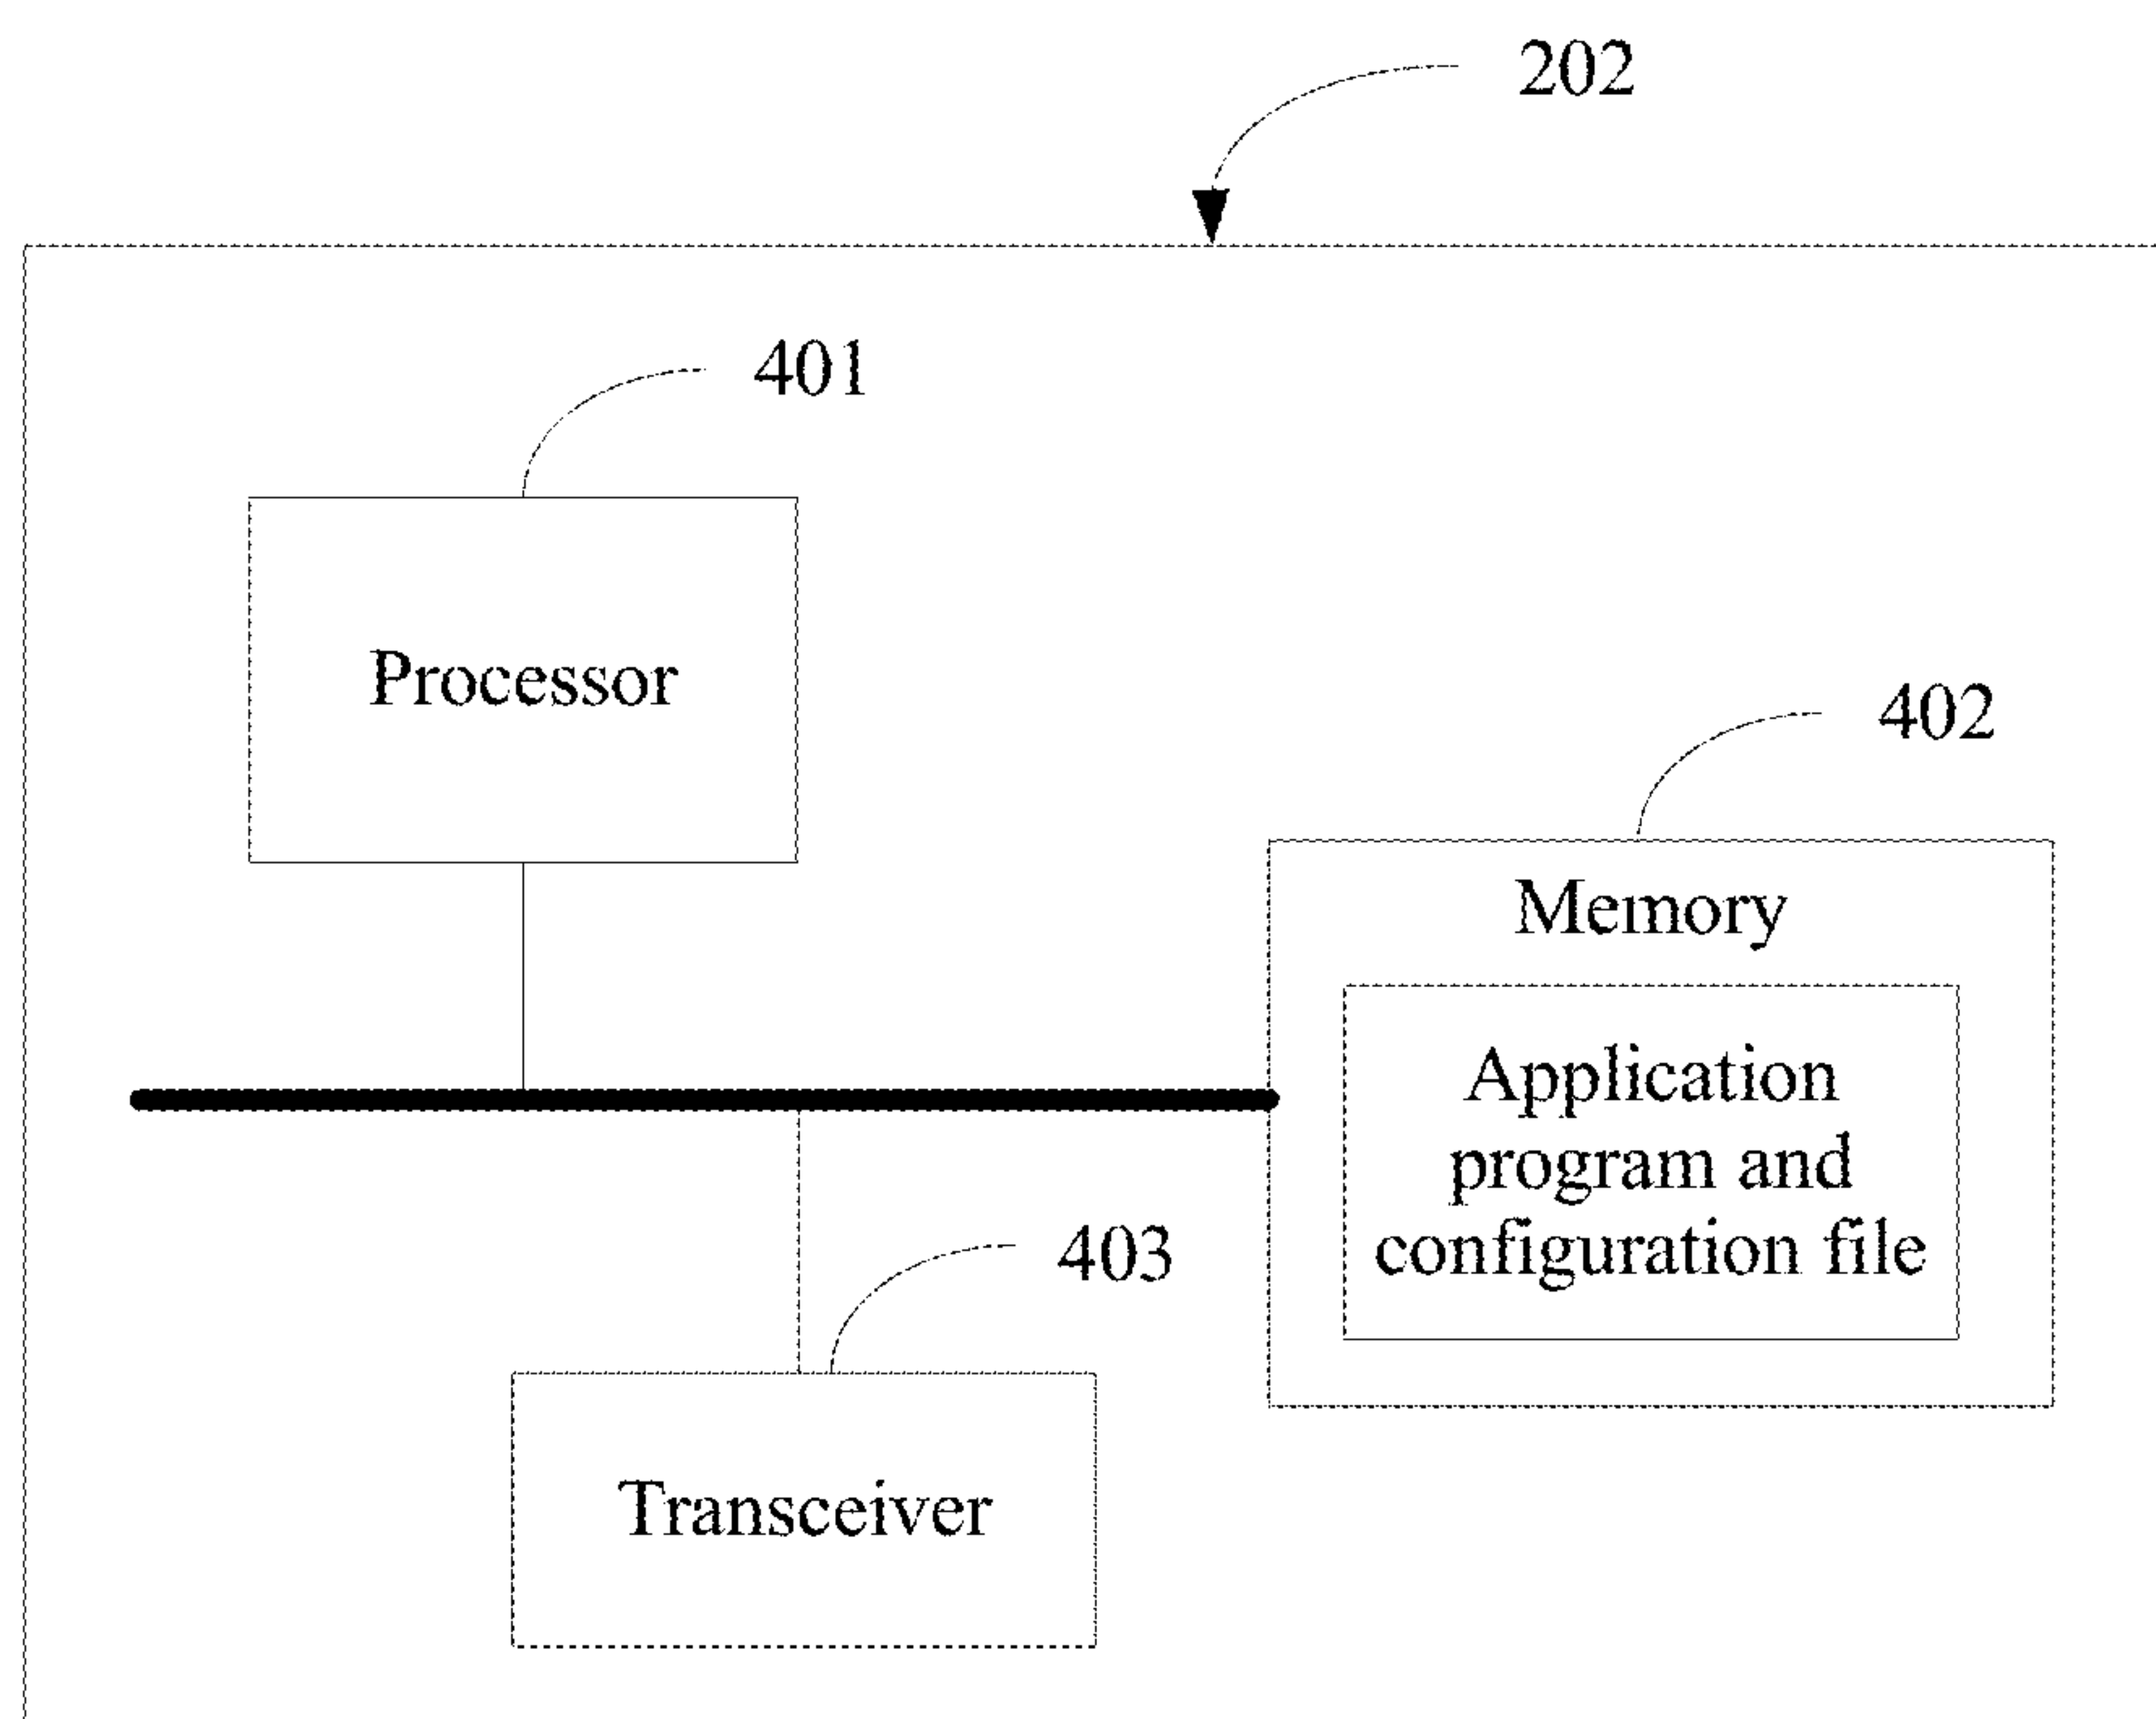 202
401
Processor
402
Memory
Application
program and
configuration file
403
Transceiver